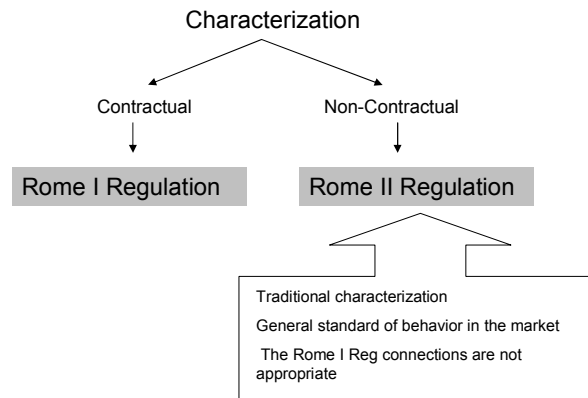 Characterization
Contractual
Non-Contractual
Rome I Regulation
Rome II Regulation
Traditional characterization
General standard of behavior in the market
The Rome I Reg connections are not
appropriate